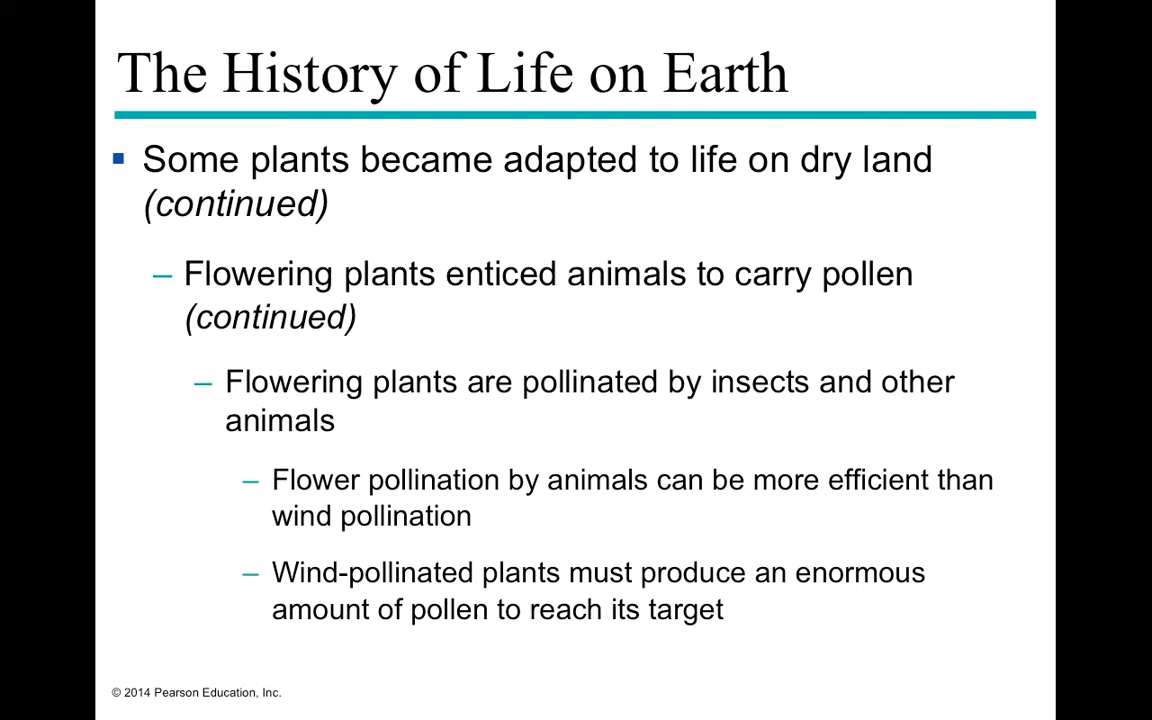 The History of Life on Earth
▪ Some plants became adapted to life on dry land
(continued)
– Flowering plants enticed animals to carry pollen
(continued)
– Flowering plants are pollinated by insects and other
animals
– Flower pollination by animals can be more efficient than
wind pollination
– Wind-pollinated plants must produce an enormous
amount of pollen to reach its target
© 2014 Pearson Education, Inc.